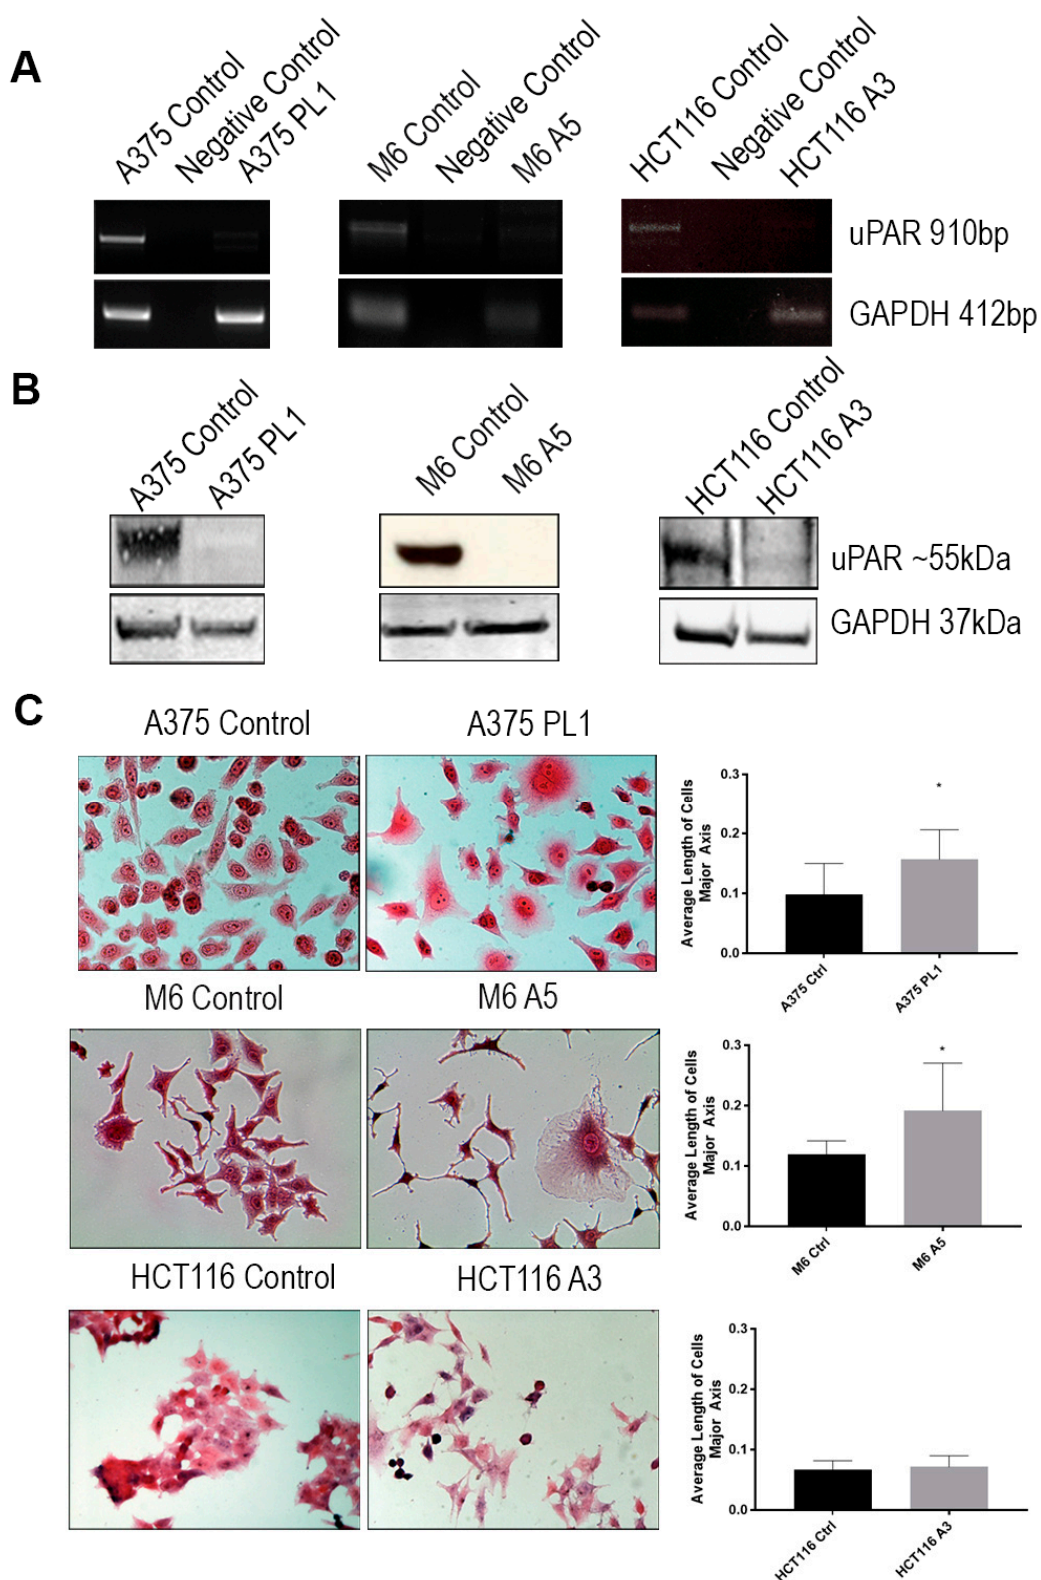 A
A375 Control
Negative Control
A375 PL1
M6 Control
Negative Control
M6 A5
HCT116 Control
Negative Control
HCT116 A3
uPAR 910bp
GAPDH 412bp
B
A375 Control
A375 PL1
M6 Control
M6 A5
HCT116 Control
HCT116 A3
uPAR ~55kDa
GAPDH 37kDa
C
A375 Control
A375 PL1
Average Length of Cells
Major Axis
0.3
0.2
0.1
0.0
*
A375 Ctrl
A375 PL1
M6 Control
M6 A5
Average Length of Cells
Major Axis
0.3
0.2
0.1
0.0
*
M6 Ctrl
M6 A5
HCT116 Control
HCT116 A3
Average Length of Cells
Major Axis
0.3
0.2
0.1
0.0
HCT116 Ctrl
HCT116 A3